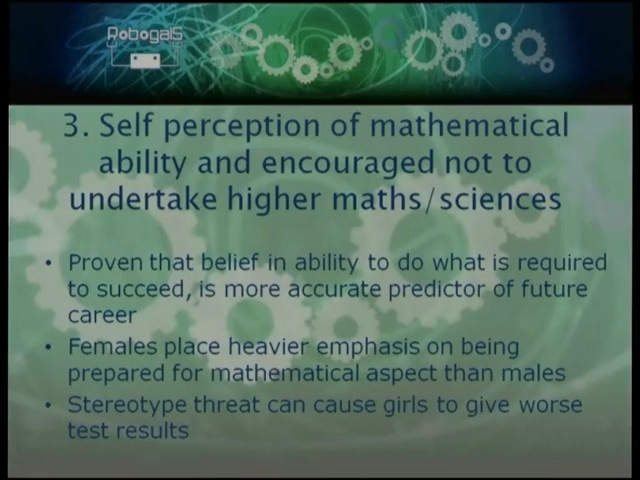 RobogalS
3. Self perception of mathematical
ability and encouraged not to
undertake higher maths/sciences
• Proven that belief in ability to do what is required
to succeed, is more accurate predictor of future
career
• Females place heavier emphasis on being
prepared for mathematical aspect than males
• Stereotype threat can cause girls to give worse
test results